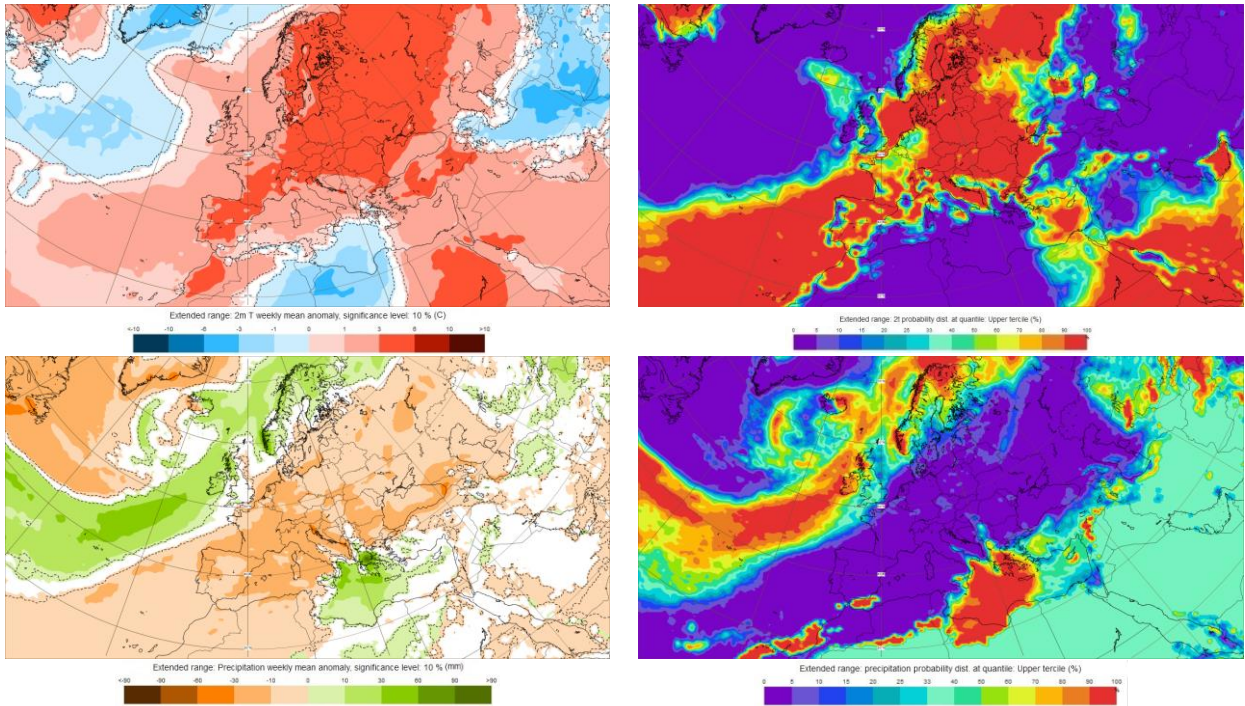 Extended range: 2m T weekly mean anomaly, significance level: 10 % (C)
<-10 -10 -6 -3 -1 0 1 3 6 10 >10
Extended range: 2t probability dist. at quantile: Upper tercile (%)
0 5 10 15 20 25 33 40 50 60 70 80 90 100
%
Extended range: Precipitation weekly mean anomaly, significance level: 10 % (mm)
<-90 -90 -60 -30 -10 0 10 30 60 90 >90
Extended range: precipitation probability dist. at quantile: Upper tercile (%)
0 5 10 15 20 25 33 40 50 60 70 80 90 100
%